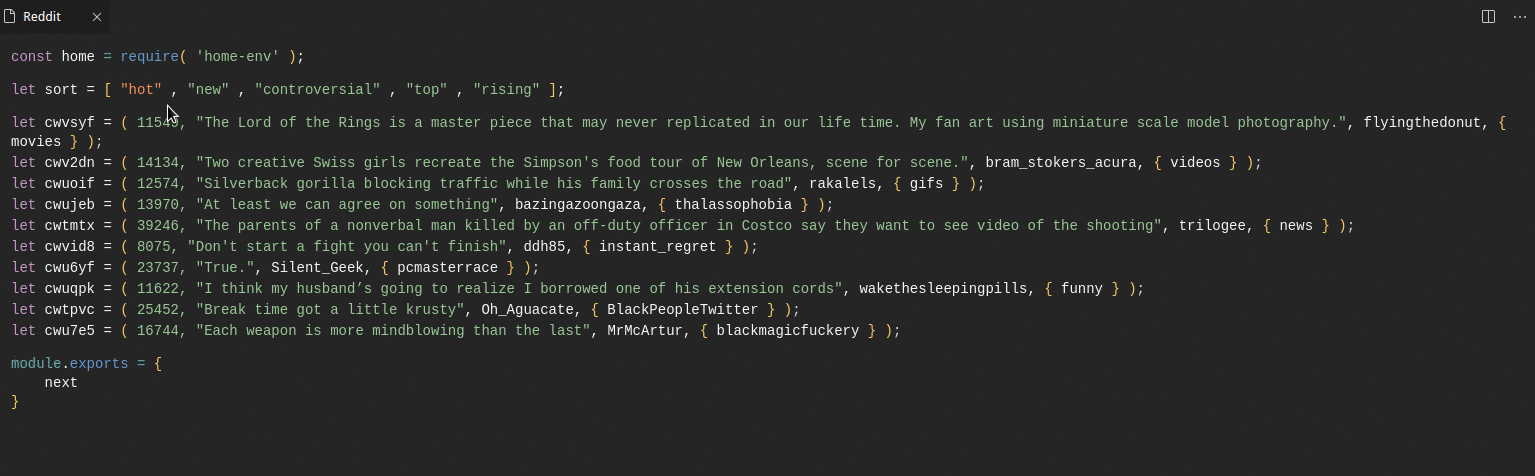 Reddit
const home = require( 'home-env' );
let sort = [ "hot" , "new" , "controversial" , "top" , "rising" ];
let cwvsyf = ( 11549, "The Lord of the Rings is a master piece that may never replicated in our life time. My fan art using miniature scale model photography.", flyingthedonut, {
movies } );
let cwv2dn = ( 14134, "Two creative Swiss girls recreate the Simpson's food tour of New Orleans, scene for scene.", bram_stokers_acura, { videos } );
let cwuoif = ( 12574, "Silverback gorilla blocking traffic while his family crosses the road", rakalels, { gifs } );
let cwujeb = ( 13970, "At least we can agree on something", bazingazoongaza, { thalassophobia } );
let cwtmtx = ( 39246, "The parents of a nonverbal man killed by an off-duty officer in Costco say they want to see video of the shooting", trilogee, { news } );
let cwvid8 = ( 8075, "Don't start a fight you can't finish", ddh85, { instant_regret } );
let cwu6yf = ( 23737, "True.", Silent_Geek, { pcmasterrace } );
let cwuqpk = ( 11622, "I think my husband’s going to realize I borrowed one of his extension cords", wakethesleepingpills, { funny } );
let cwtpvc = ( 25452, "Break time got a little krusty", Oh_Aguacate, { BlackPeopleTwitter } );
let cwu7e5 = ( 16744, "Each weapon is more mindblowing than the last", MrMcArtur, { blackmagicfuckery } );
module.exports = {
    next
}